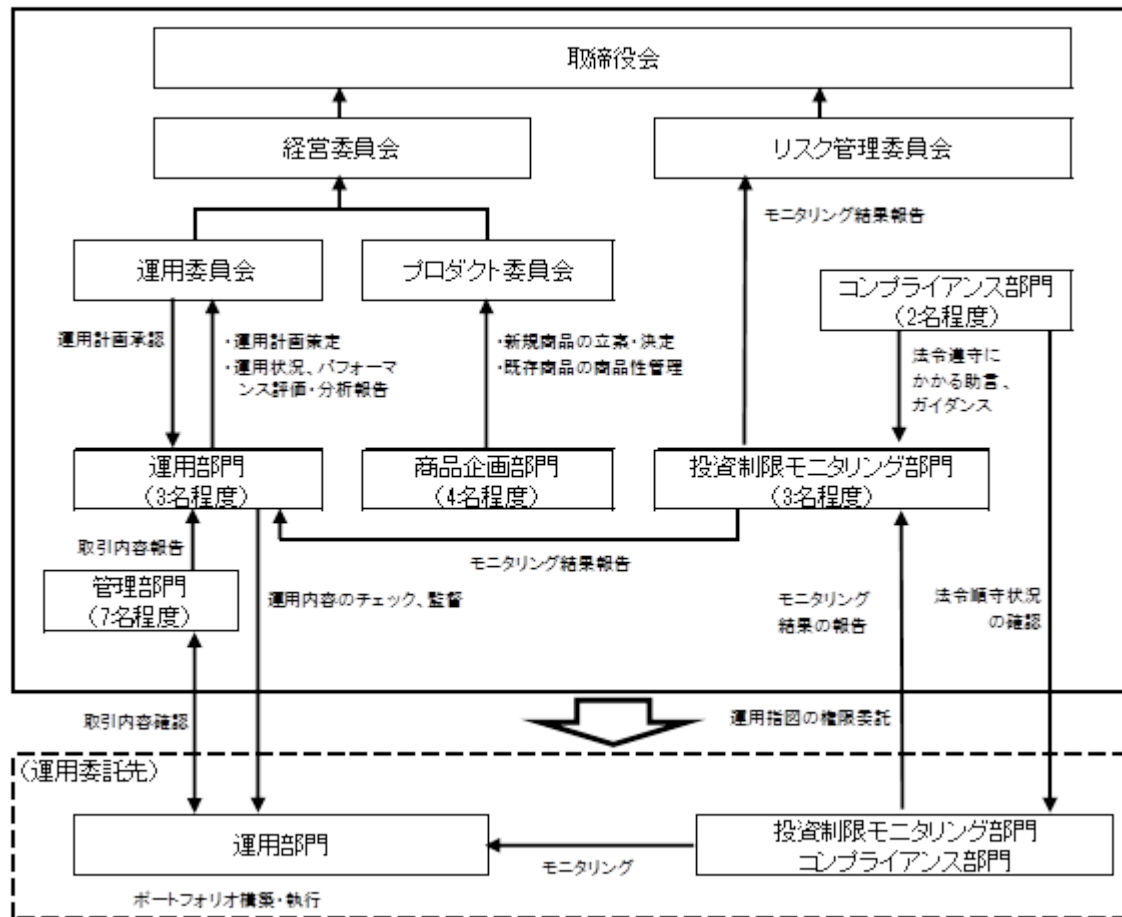 取締役会
経営委員会
リスク管理委員会
モニタリング結果報告
運用委員会
プロダクト委員会
コンプライアンス部門
(2名程度)
運用計画承認
・運用計画策定
・運用状況、パフォーマ
ンス評価・分析報告
・新規商品の立案・決定
・既存商品の商品性管理
法令遵守に
かかる助言、
ガイダンス
運用部門
(3名程度)
商品企画部門
(4名程度)
投資制限モニタリング部門
(3名程度)
取引内容報告
モニタリング結果報告
管理部門
(7名程度)
運用内容のチェック、監督
モニタリング
結果の報告
法令順守状況
の確認
取引内容確認
運用指図の権限委託
(運用委託先)
運用部門
モニタリング
投資制限モニタリング部門
コンプライアンス部門
ポートフォリオ構築・執行